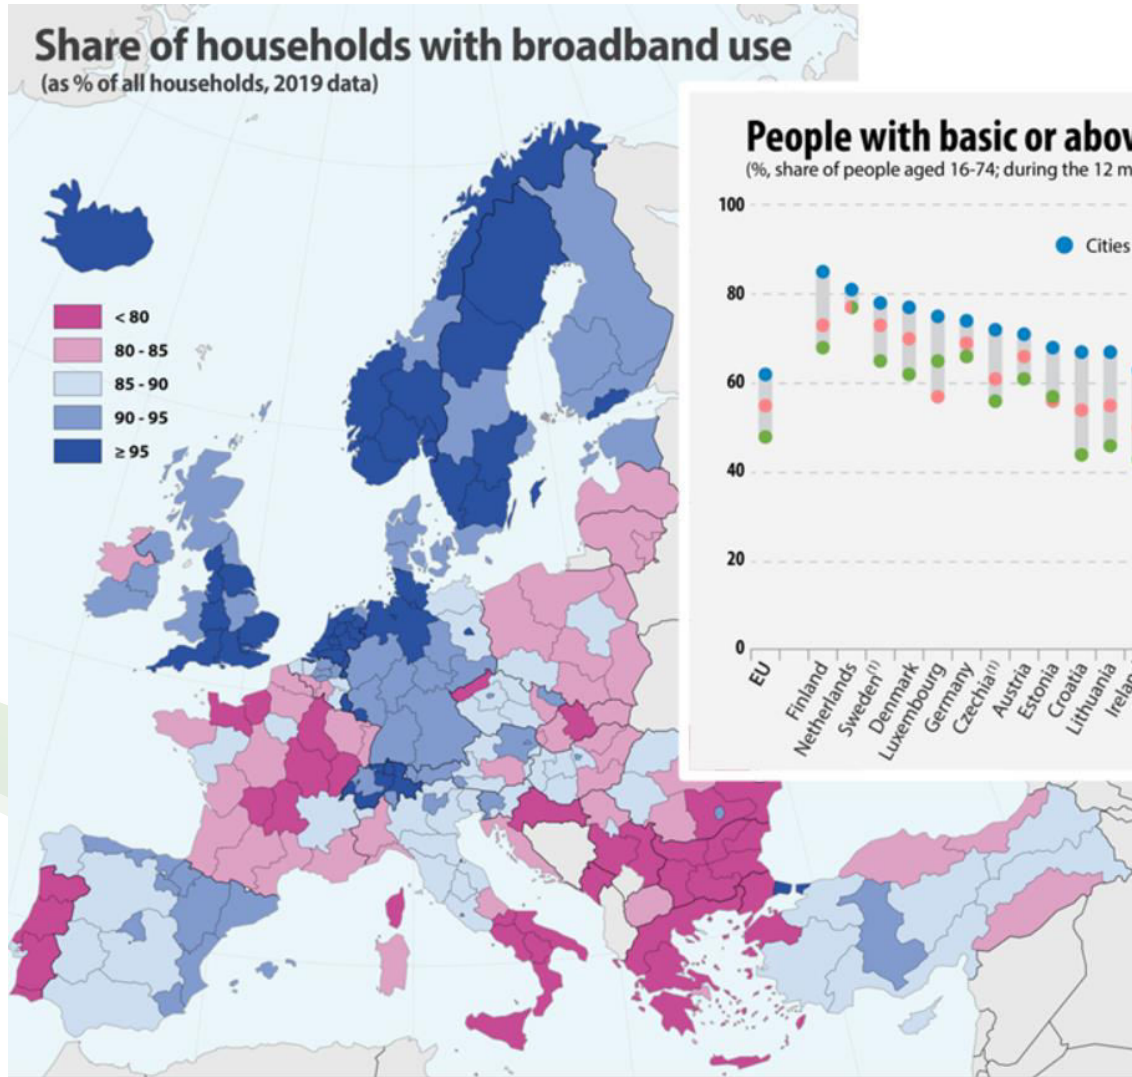 Share of households with broadband use
(as % of all households, 2019 data)
< 80
80 - 85
85 - 90
90 - 95
≥ 95
People with basic or abov
(%, share of people aged 16-74; during the 12 m
100
Cities
80
60
40
20
0
EU
Finland
Netherlands
Sweden(1)
Denmark
Luxembourg
Germany
Czechia(1)
Austria
Estonia
Croatia
Lithuania
Irelan